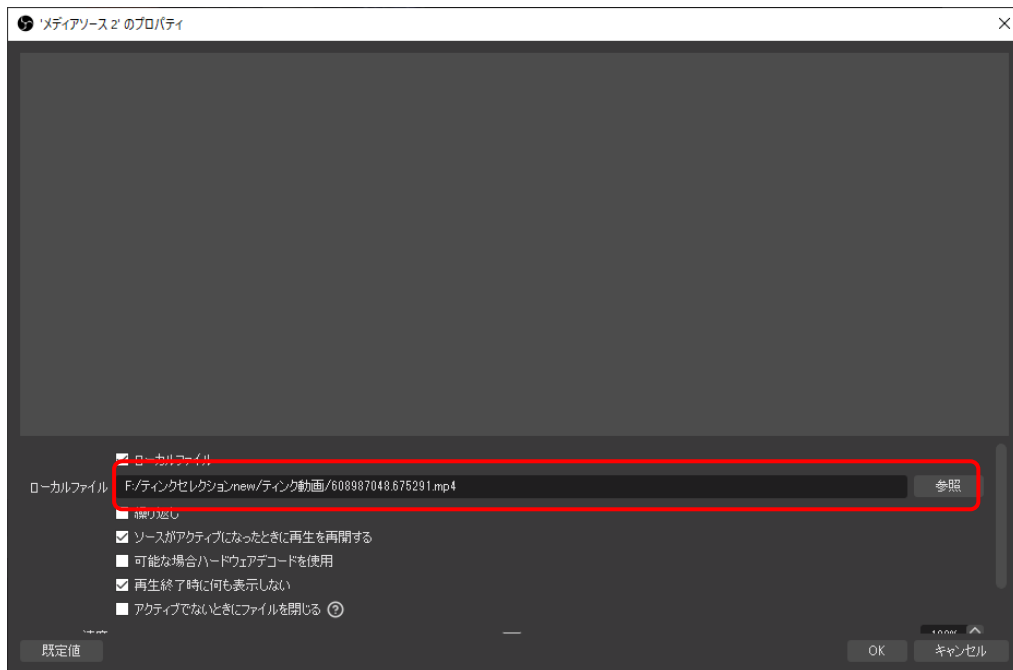 'メディアソース 2' のプロパティ
ローカルファイル
ローカルファイル F:/ティンクセレクションnew/ティンク動画/608987048.675291.mp4 参照
繰り返し
ソースがアクティブになったときに再生を再開する
可能な場合ハードウェアデコードを使用
再生終了時に何も表示しない
アクティブでないときにファイルを閉じる ?
速度 100%
既定値 OK キャンセル